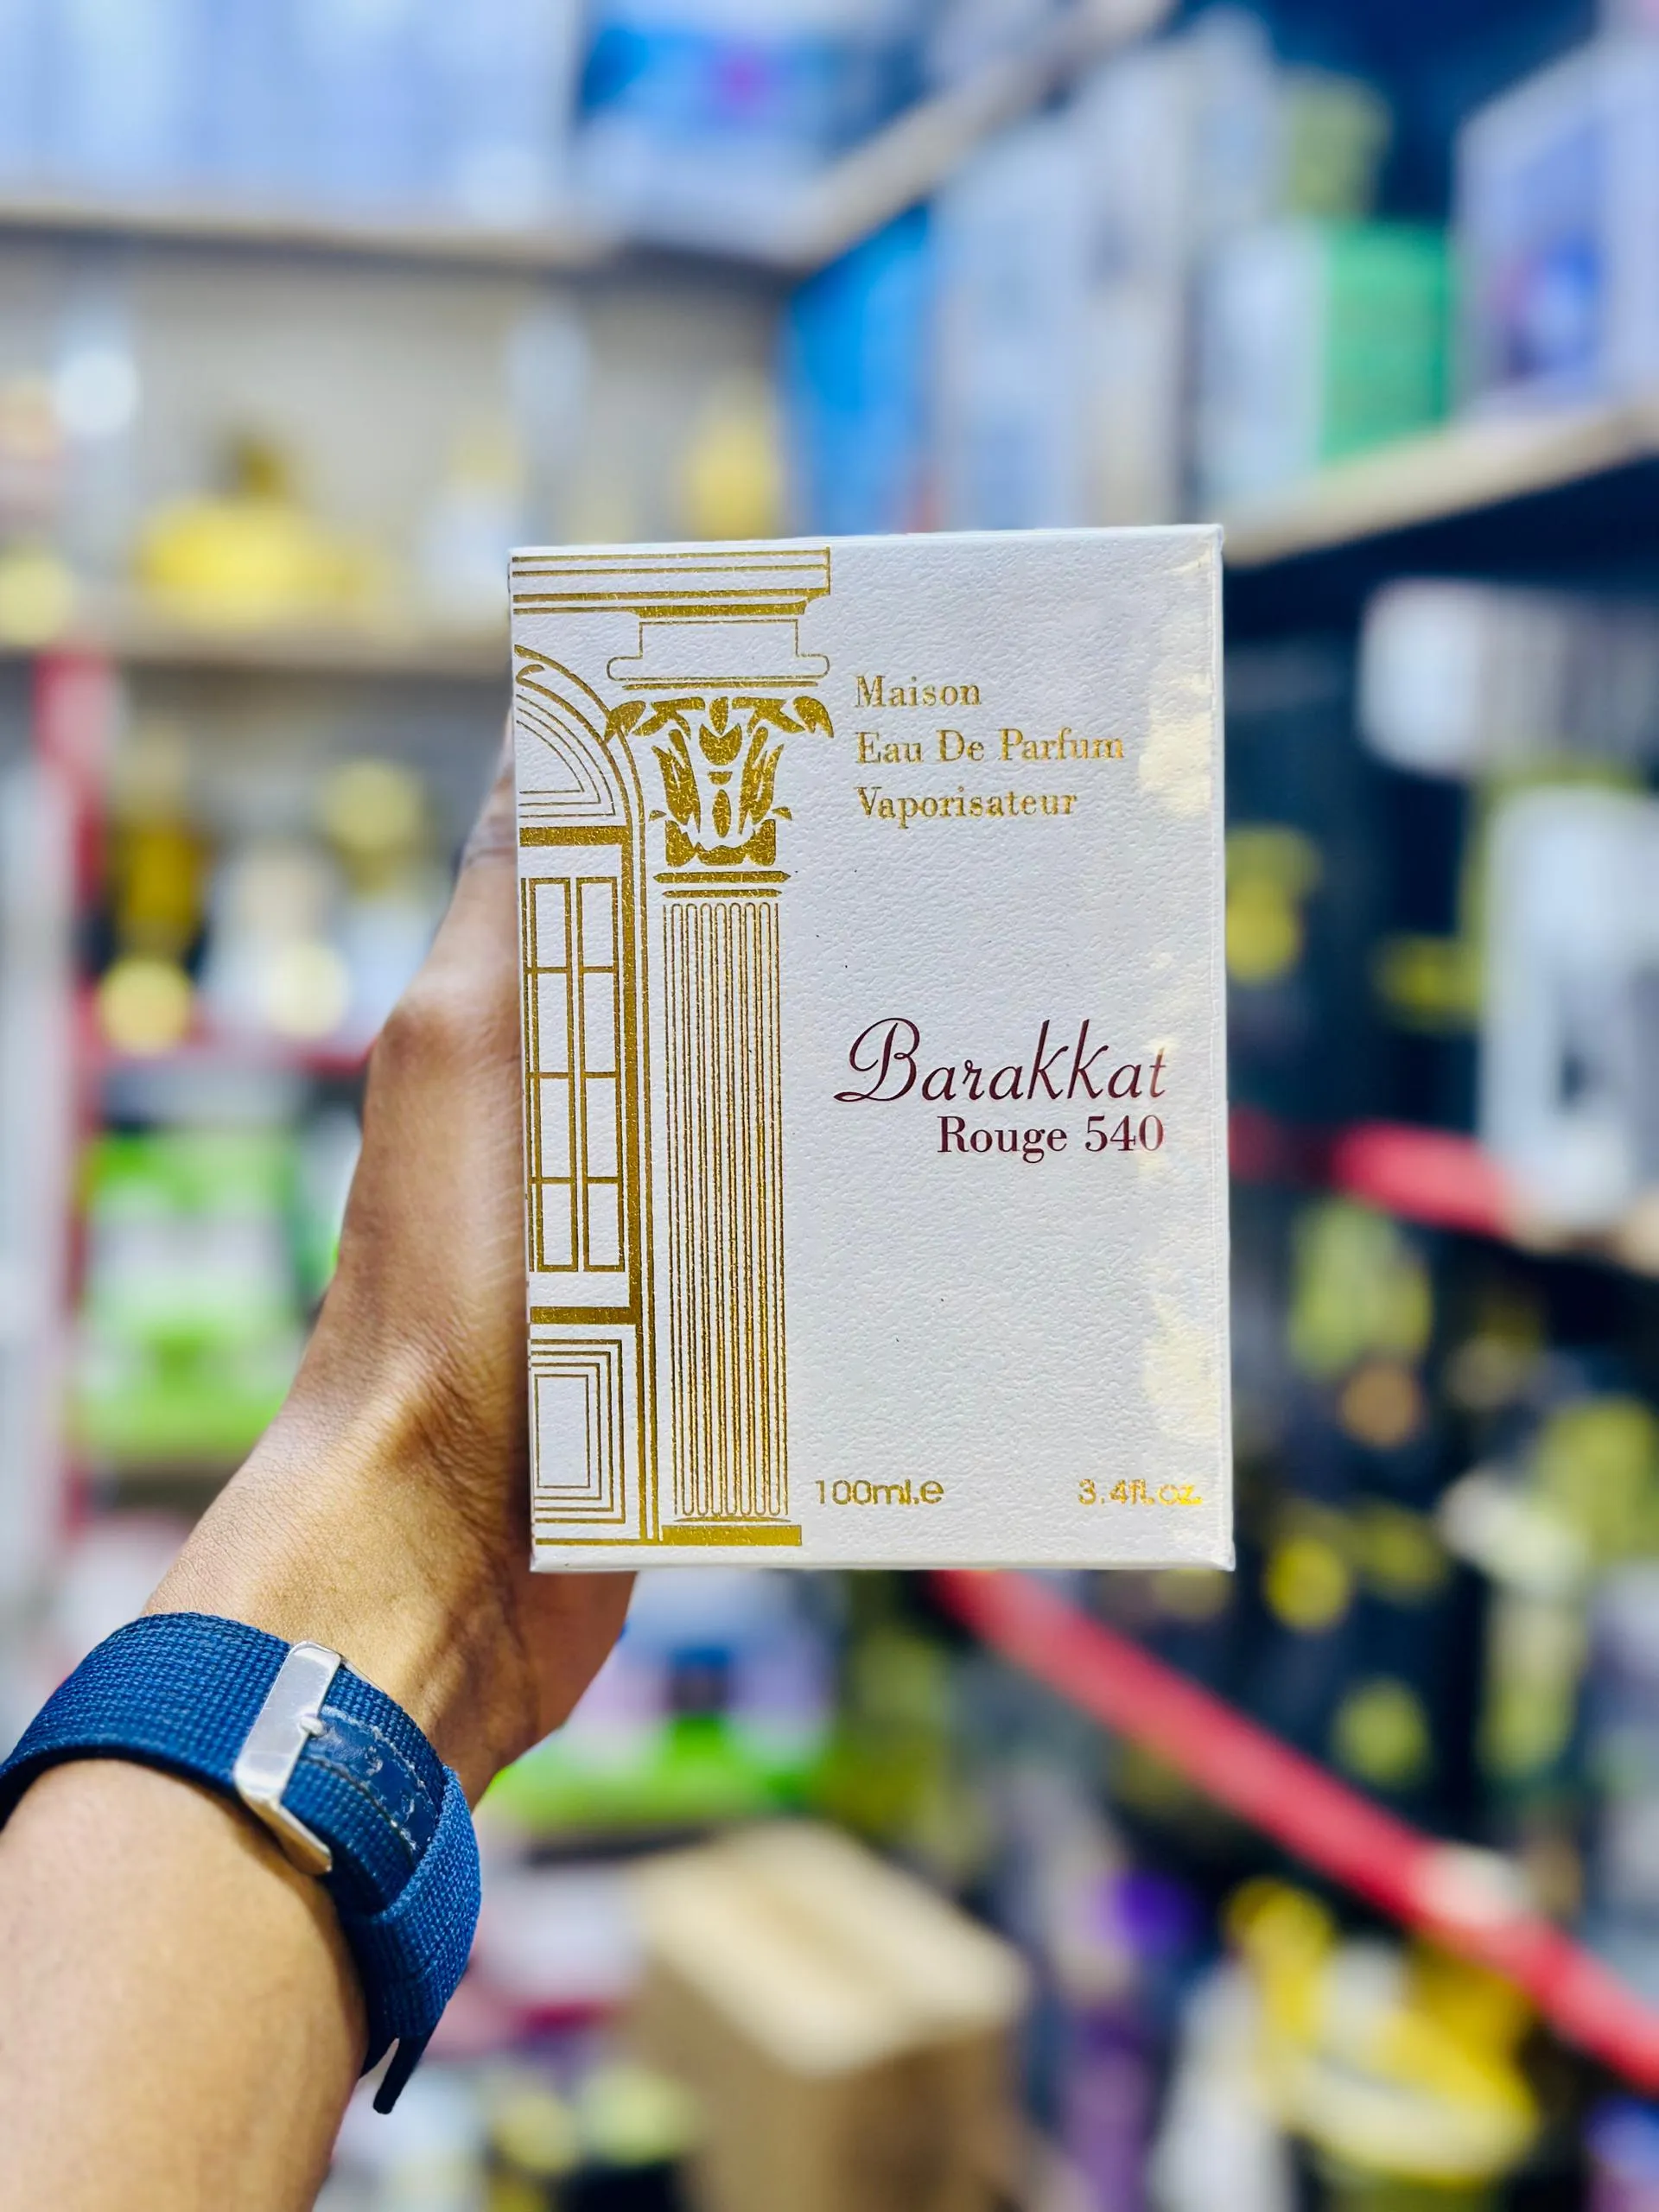 Maison
Eau De Parfum
Vaporisateur
Barakkat
Rouge 540
100ml.e 3.4fl.oz.